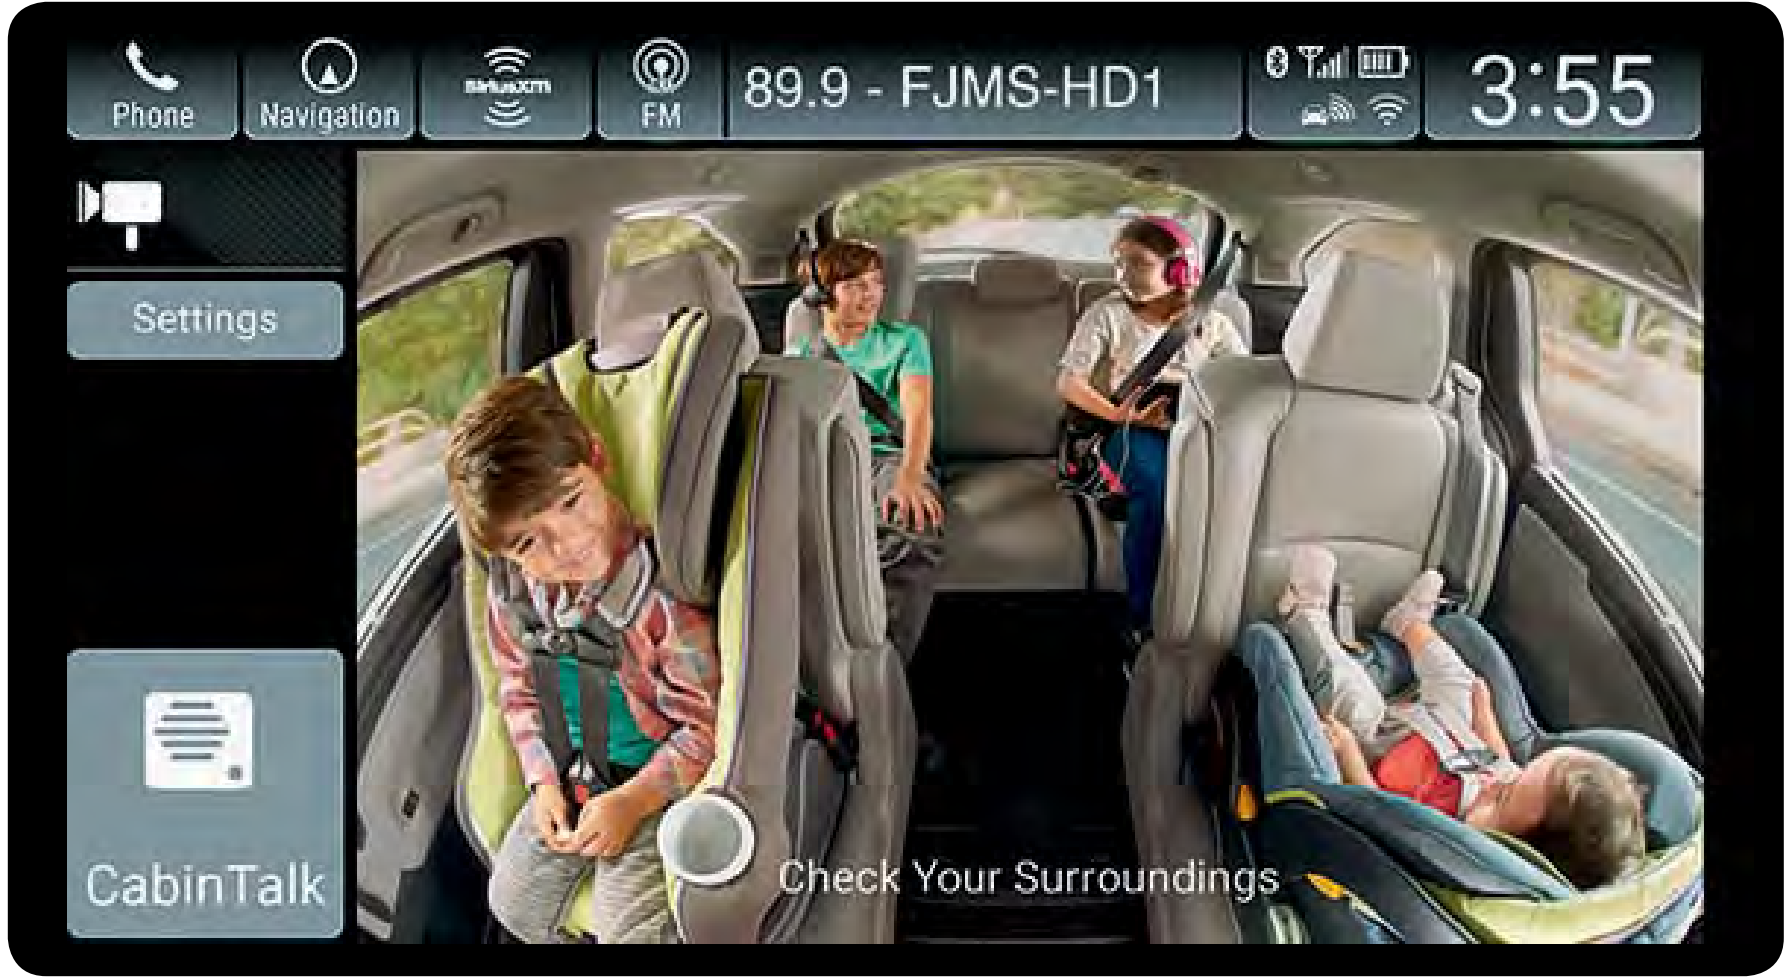 Phone
Navigation
SiriusXM
FM
89.9 - FJMS-HD1
3:55
Settings
CabinTalk
Check Your Surroundings